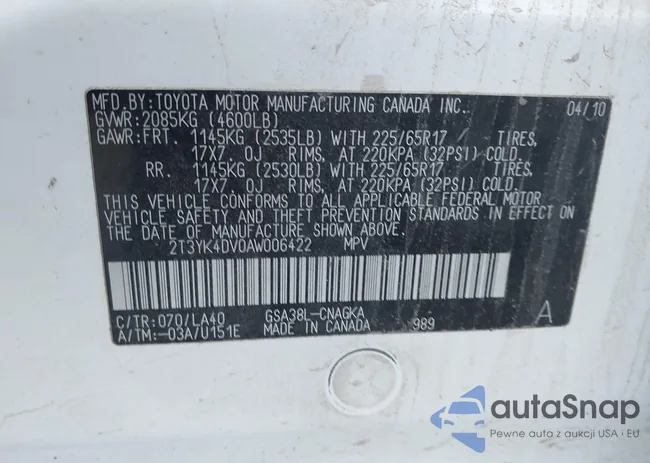 MFD.BY:TOYOTA MOTOR MANUFACTURING CANADA INC. 04/10
GVWR:2085KG (4600LB)
GAWR:FRT. 1145KG (2535LB) WITH 225/65R17 TIRES,
17X7.0J RIMS, AT 220KPA (32PSI) COLD.
RR. 1145KG (2530LB) WITH 225/65R17 TIRES,
17X7.0J RIMS, AT 220KPA (32PSI) COLD.
THIS VEHICLE CONFORMS TO ALL APPLICABLE FEDERAL MOTOR
VEHICLE SAFETY AND THEFT PREVENTION STANDARDS IN EFFECT ON
THE DATE OF MANUFACTURE SHOWN ABOVE.
2T3YK4DV0AW006422 MPV
C/TR:070/LA40 GSA38L-CNAGKA
A/TM:-03A/U151E MADE IN CANADA 989 A
autoSnap
Pewne auta z aukcji USA i EU